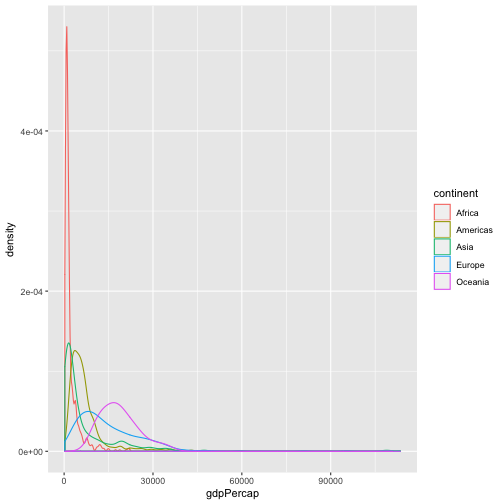 4e-04
2e-04
0e+00
density
0
30000
60000
90000
gdpPercap
continent
Africa
Americas
Asia
Europe
Oceania